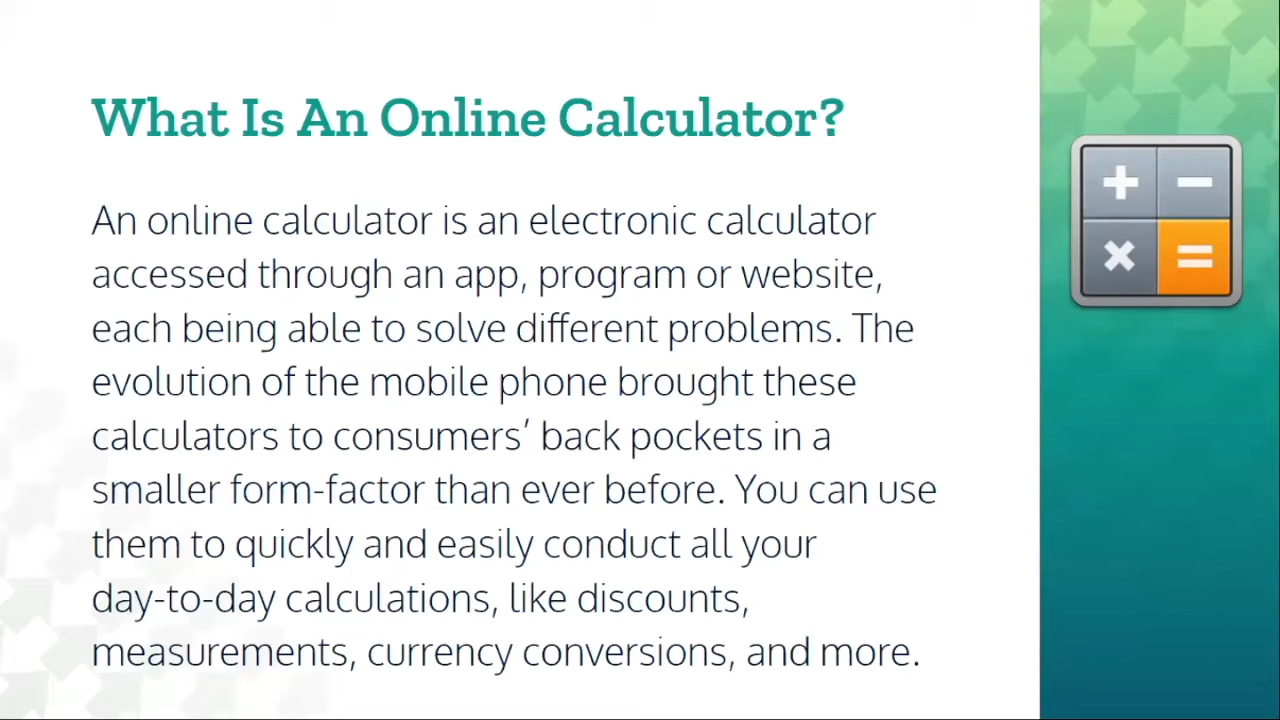 What Is An Online Calculator?
An online calculator is an electronic calculator
accessed through an app, program or website,
each being able to solve different problems. The
evolution of the mobile phone brought these
calculators to consumers’ back pockets in a
smaller form-factor than ever before. You can use
them to quickly and easily conduct all your
day-to-day calculations, like discounts,
measurements, currency conversions, and more.
+ −
× =